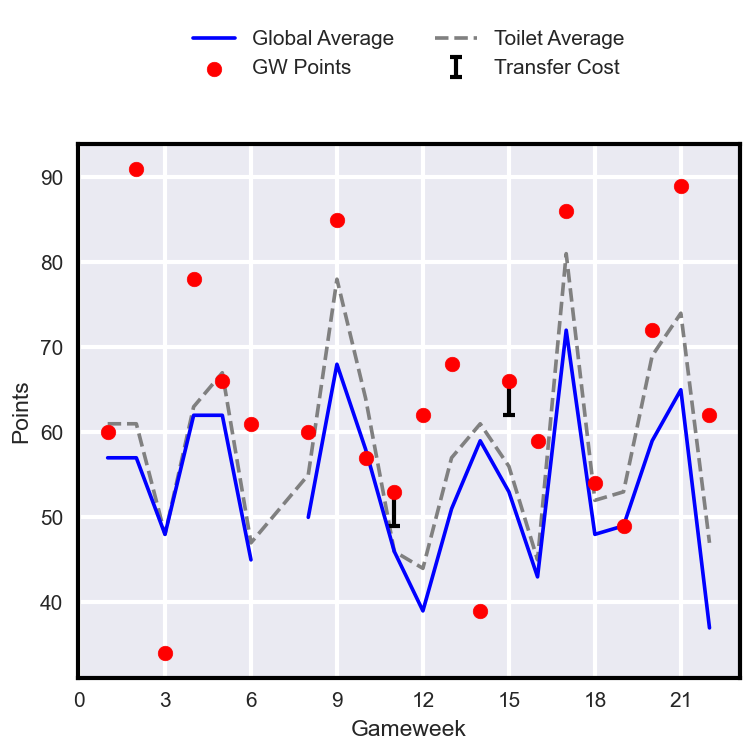 Global Average
Toilet Average
GW Points
Transfer Cost
90
80
70
60
50
40
Points
0 3 6 9 12 15 18 21
Gameweek